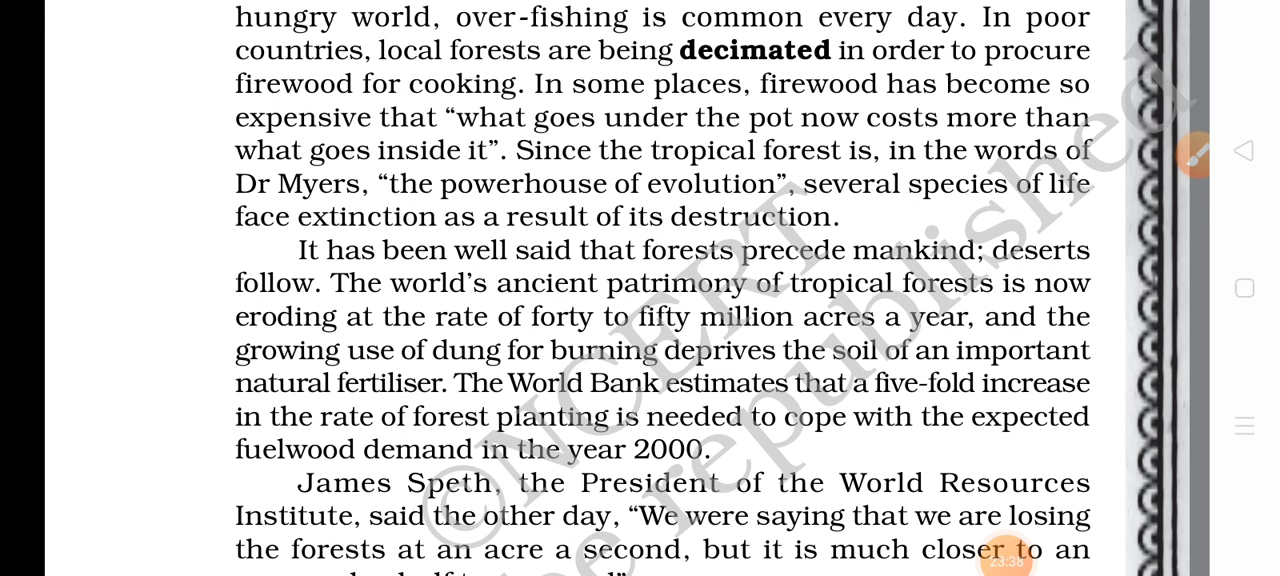 hungry world, over-fishing is common every day. In poor
countries, local forests are being decimated in order to procure
firewood for cooking. In some places, firewood has become so
expensive that “what goes under the pot now costs more than
what goes inside it”. Since the tropical forest is, in the words of
Dr Myers, “the powerhouse of evolution”, several species of life
face extinction as a result of its destruction.
It has been well said that forests precede mankind; deserts
follow. The world’s ancient patrimony of tropical forests is now
eroding at the rate of forty to fifty million acres a year, and the
growing use of dung for burning deprives the soil of an important
natural fertiliser. The World Bank estimates that a five-fold increase
in the rate of forest planting is needed to cope with the expected
fuelwood demand in the year 2000.
James Speth, the President of the World Resources
Institute, said the other day, “We were saying that we are losing
the forests at an acre a second, but it is much closer to an
©NCERT
be republished
23:38